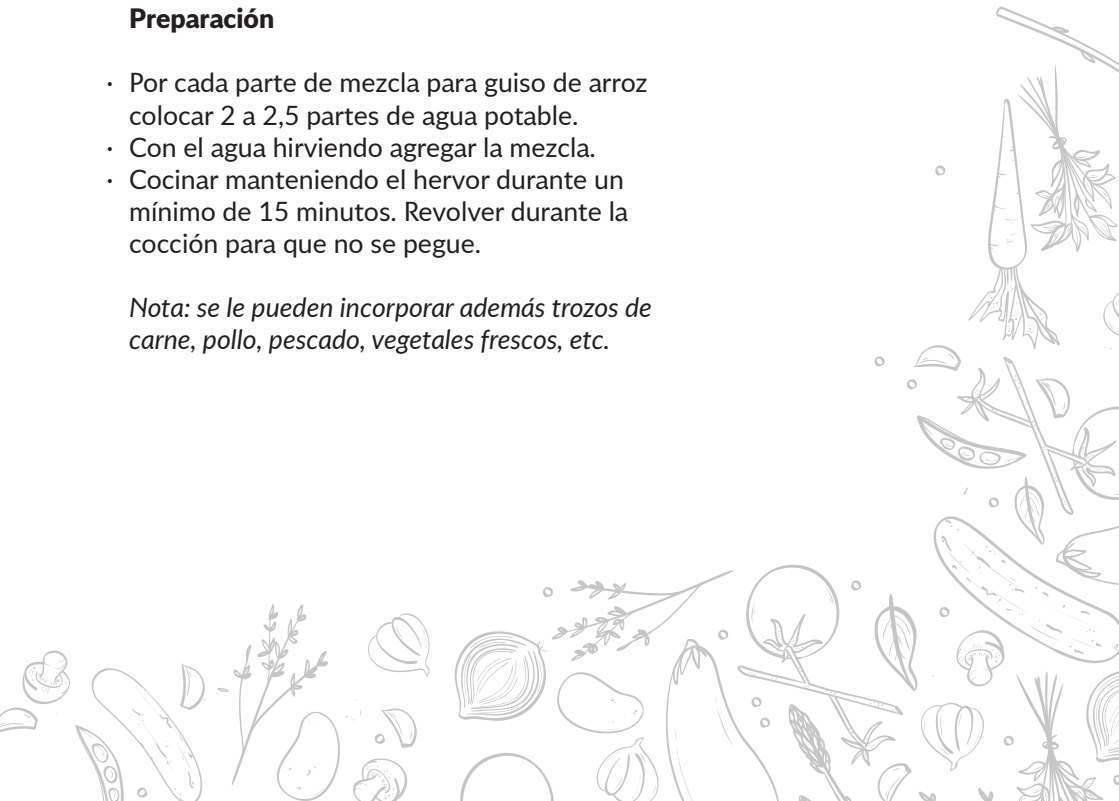 Preparación
· Por cada parte de mezcla para guiso de arroz
colocar 2 a 2,5 partes de agua potable.
· Con el agua hirviendo agregar la mezcla.
· Cocinar manteniendo el hervor durante un
mínimo de 15 minutos. Revolver durante la
cocción para que no se pegue.
Nota: se le pueden incorporar además trozos de
carne, pollo, pescado, vegetales frescos, etc.